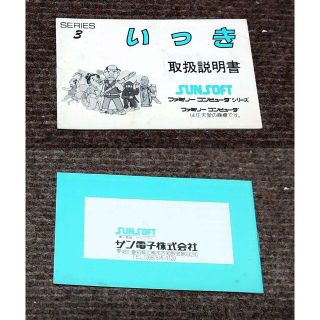 SERIES
3
いっき
取扱説明書
SUNSOFT
ファミリー コンピュータ シリーズ
ファミリー コンピュータ
は任天堂の商標です。
SUNSOFT
サン電子株式会社